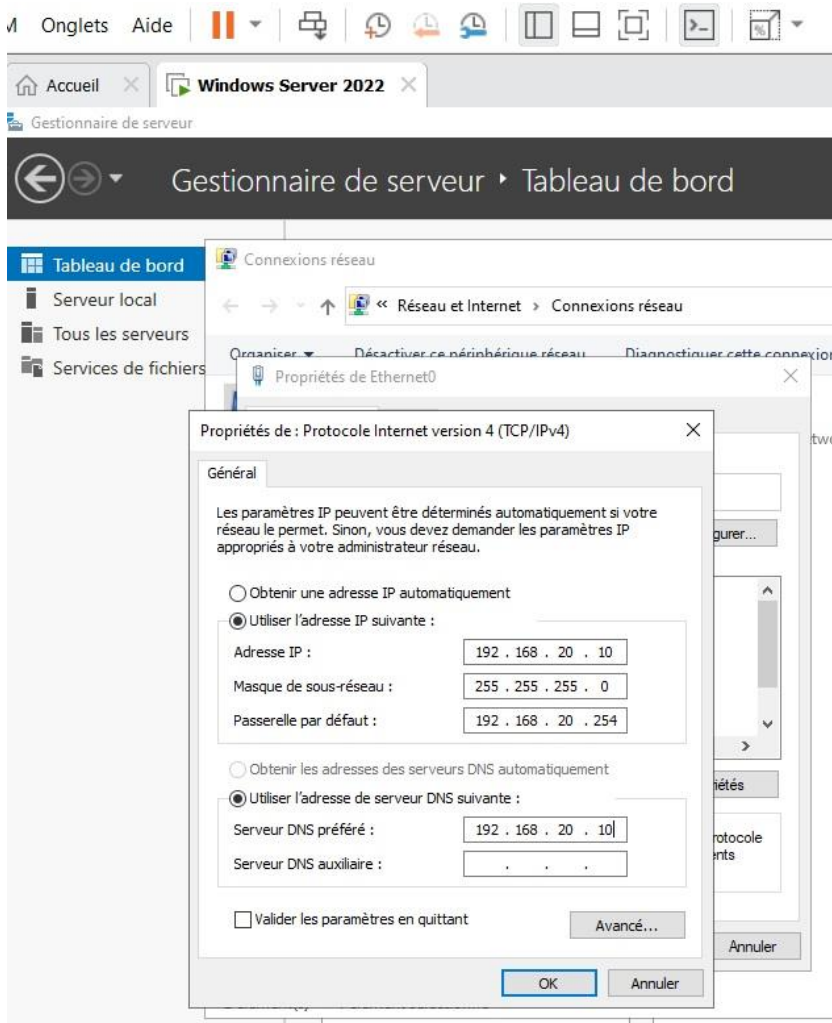 M Onglets Aide
Accueil
Windows Server 2022
Gestionnaire de serveur
Gestionnaire de serveur ‣ Tableau de bord
Tableau de bord
Serveur local
Tous les serveurs
Services de fichiers
Connexions réseau
« Réseau et Internet › Connexions réseau
Organiser Désactiver ce périphérique réseau Diagnostiquer cette connexion
Propriétés de Ethernet0
Propriétés de : Protocole Internet version 4 (TCP/IPv4)
Général
Les paramètres IP peuvent être déterminés automatiquement si votre
réseau le permet. Sinon, vous devez demander les paramètres IP
appropriés à votre administrateur réseau.
Obtenir une adresse IP automatiquement
Utiliser l'adresse IP suivante :
Adresse IP : 192 . 168 . 20 . 10
Masque de sous-réseau : 255 . 255 . 255 . 0
Passerelle par défaut : 192 . 168 . 20 . 254
Obtenir les adresses des serveurs DNS automatiquement
Utiliser l'adresse de serveur DNS suivante :
Serveur DNS préféré : 192 . 168 . 20 . 10
Serveur DNS auxiliaire : . . .
Valider les paramètres en quittant
Avancé...
OK Annuler
gurer...
iétés
rotocole
ents
Annuler